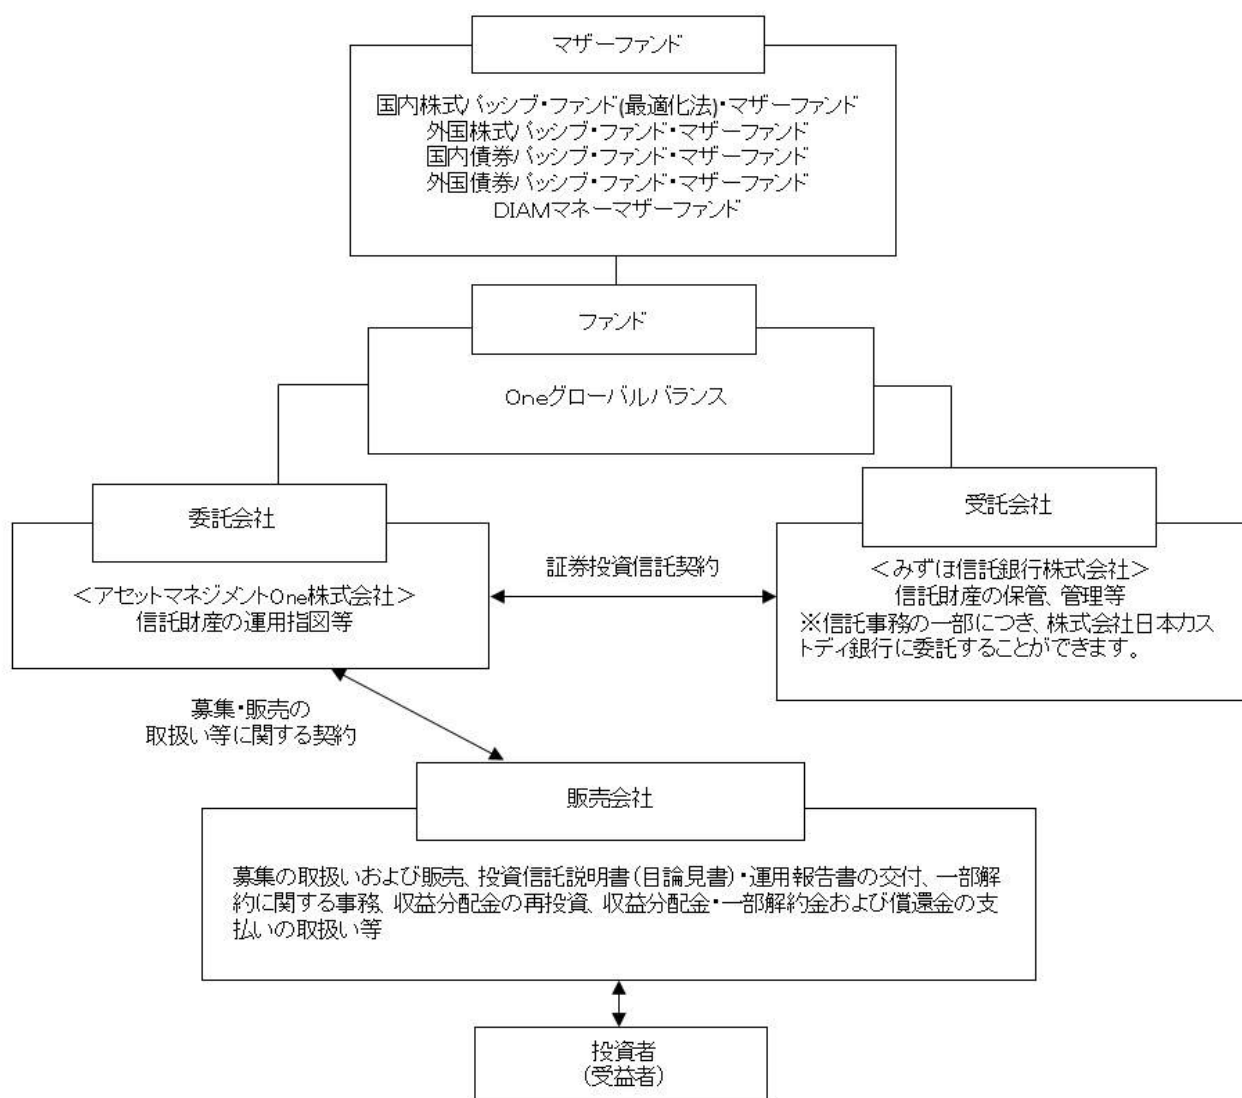 マザーファンド
国内株式パッシブ・ファンド(最適化法)・マザーファンド
外国株式パッシブ・ファンド・マザーファンド
国内債券パッシブ・ファンド・マザーファンド
外国債券パッシブ・ファンド・マザーファンド
DIAMマネーマザーファンド
ファンド
Oneグローバルバランス
委託会社
<アセットマネジメントOne株式会社>
信託財産の運用指図等
証券投資信託契約
受託会社
<みずほ信託銀行株式会社>
信託財産の保管、管理等
※信託事務の一部につき、株式会社日本カス
トディ銀行に委託することができます。
募集・販売の
取扱い等に関する契約
販売会社
募集の取扱いおよび販売、投資信託説明書(目論見書)・運用報告書の交付、一部解
約に関する事務、収益分配金の再投資、収益分配金・一部解約金および償還金の支
払いの取扱い等
投資者
(受益者)